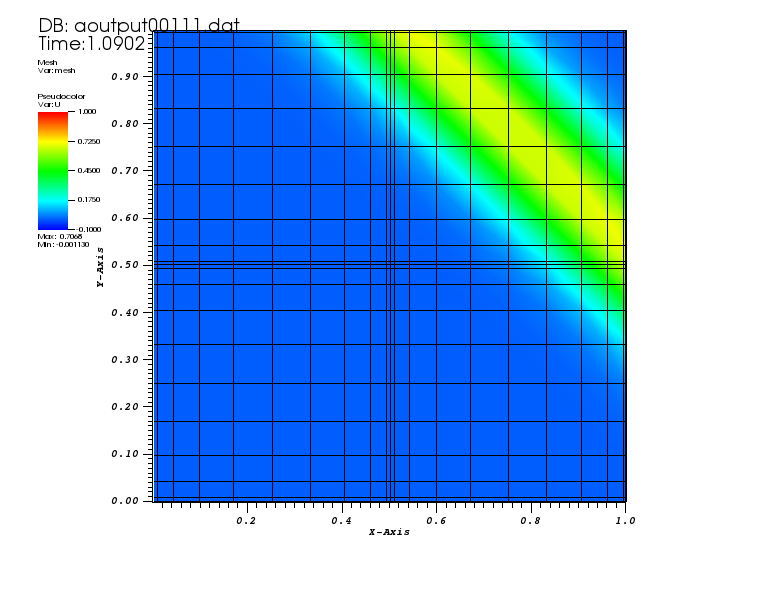 DB: aoutput00111.dat
Time:1.0902
Mesh
Var: mesh
Pseudocolor
Var: U
1.000
0.7250
0.4500
0.1750
-0.1000
Max: 0.7068
Min: -0.001130
Y-Axis
0.90
0.80
0.70
0.60
0.50
0.40
0.30
0.20
0.10
0.00
0.2
0.4
0.6
0.8
1.0
X-Axis